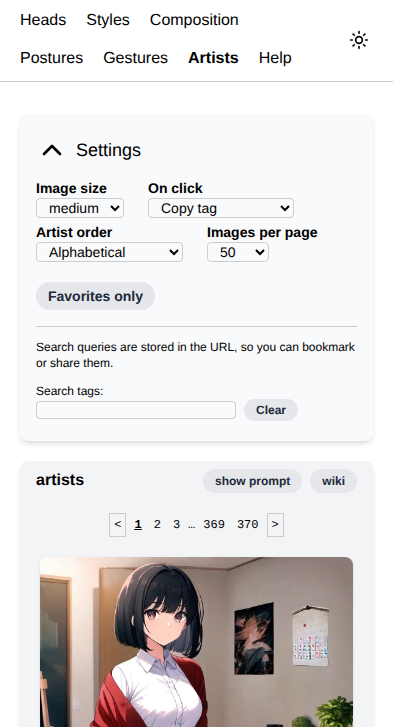 Heads Styles Composition
Postures Gestures Artists Help
Settings
Image size On click
medium Copy tag
Artist order Images per page
Alphabetical 50
Favorites only
Search queries are stored in the URL, so you can bookmark
or share them.
Search tags:
Clear
artists show prompt wiki
< 1 2 3 … 369 370 >